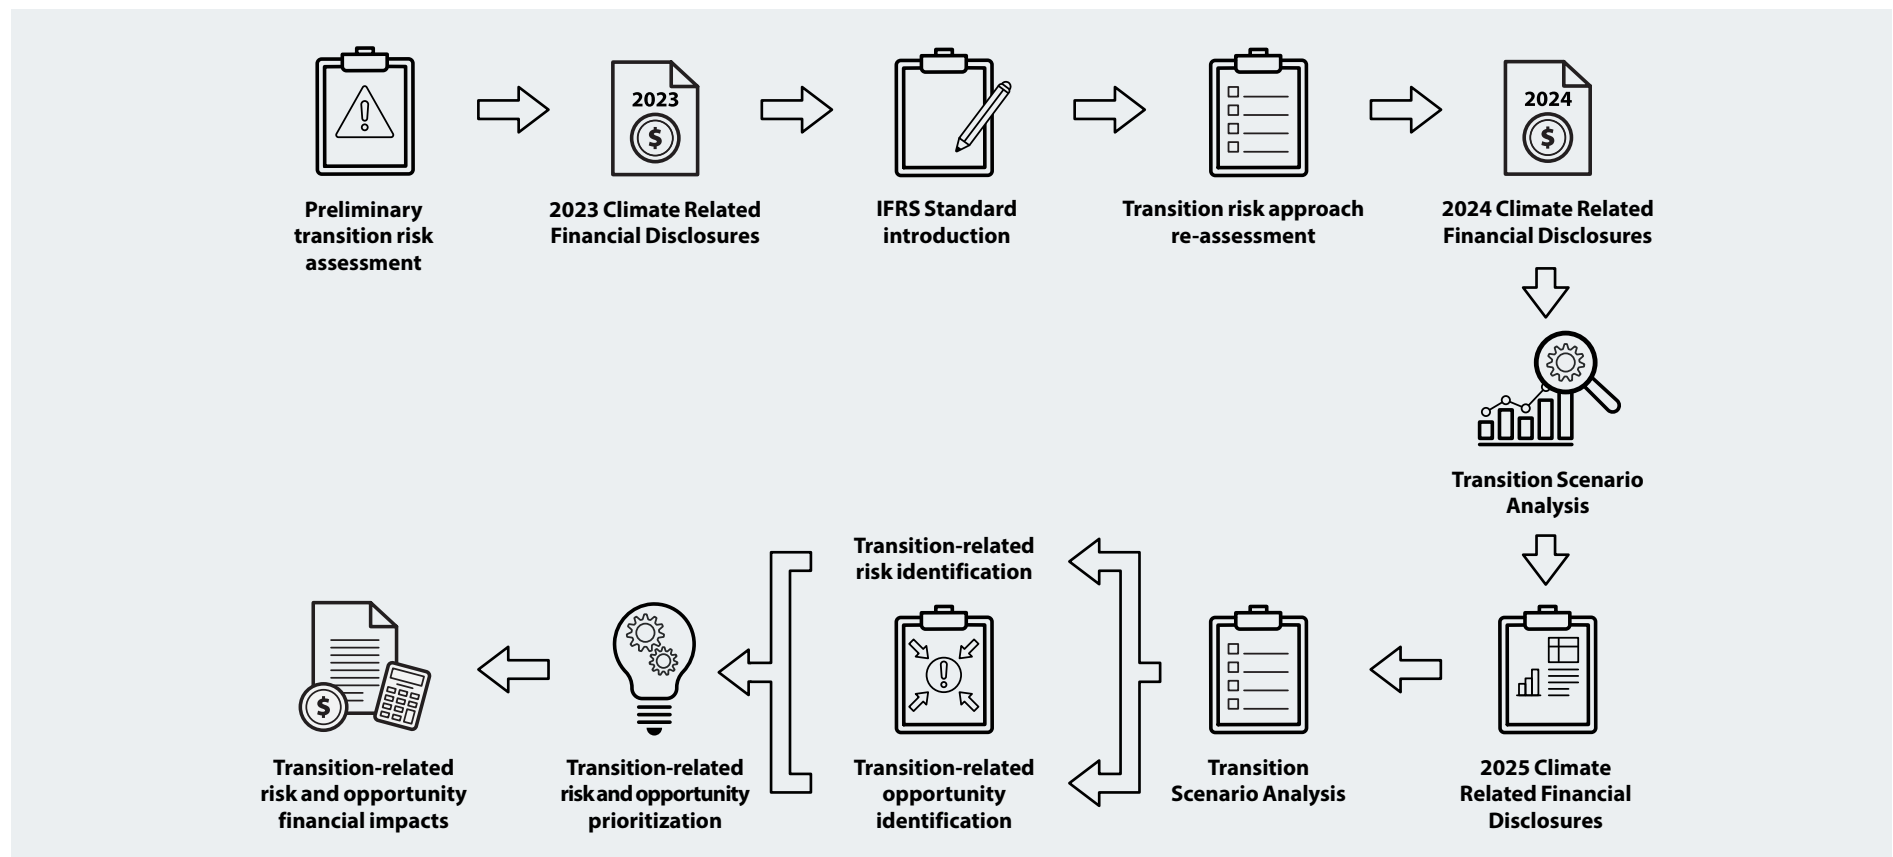 2023
$
2024
$
Preliminary
transition risk
assessment
2023 Climate Related
Financial Disclosures
IFRS Standard
introduction
Transition risk approach
re-assessment
2024 Climate Related
Financial Disclosures
Transition Scenario
Analysis
2025 Climate
Related Financial
Disclosures
Transition
Scenario Analysis
Transition-related
risk identification
Transition-related
opportunity
identification
Transition-related
risk and opportunity
prioritization
$
Transition-related
risk and opportunity
financial impacts